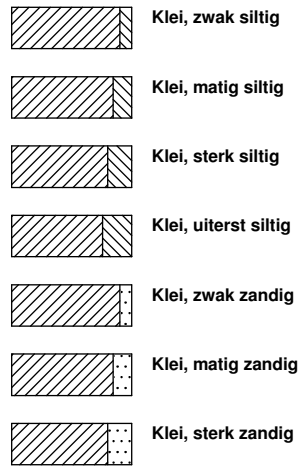 Klei, zwak siltig
Klei, matig siltig
Klei, sterk siltig
Klei, uiterst siltig
Klei, zwak zandig
Klei, matig zandig
Klei, sterk zandig